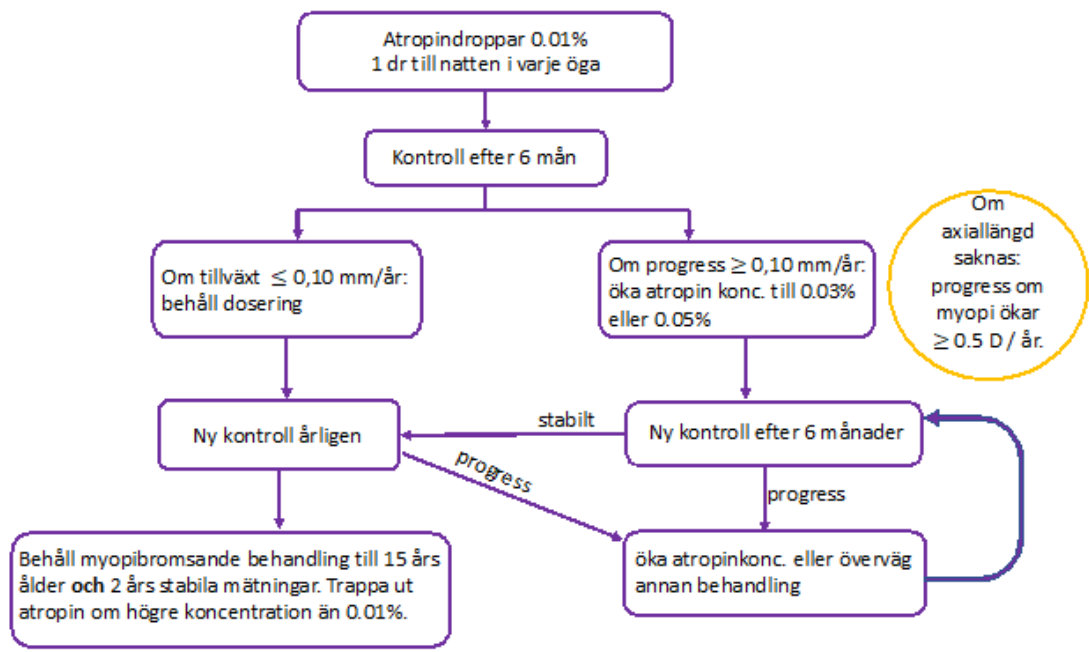 Atropindroppar 0.01%
1 dr till natten i varje öga
Kontroll efter 6 mån
Om tillväxt ≤ 0,10 mm/år:
behåll dosering
Om progress ≥ 0,10 mm/år:
öka atropin konc. till 0.03%
eller 0.05%
Om
axiallängd
saknas:
progress om
myopi ökar
≥ 0.5 D / år.
Ny kontroll årligen
stabilt
Ny kontroll efter 6 månader
progress
progress
Behåll myopibromsande behandling till 15 års
ålder och 2 års stabila mätningar. Trappa ut
atropin om högre koncentration än 0.01%.
öka atropinkonc. eller överväg
annan behandling